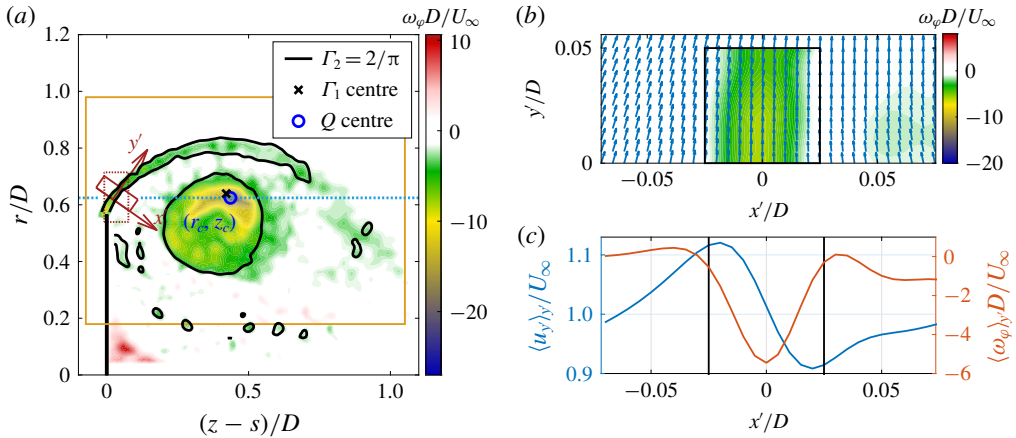 (a)
ω_φD/U_∞
1.2
1.0
0.8
0.6
0.4
0.2
0
r/D
0
0.5
1.0
(z − s)/D
Γ_2 = 2/π
Γ_1 centre
Q centre
y′
x
(r_c, z_c)
10
0
−10
−20
(b)
ω_φD/U_∞
0.05
0
y′/D
−0.05
0
0.05
x′/D
10
0
−10
−20
(c)
1.1
1.0
0.9
⟨u_y′⟩_y′/U_∞
0
−2
−4
−6
⟨ω_φ⟩_y′D/U_∞
−0.05
0
0.05
x′/D